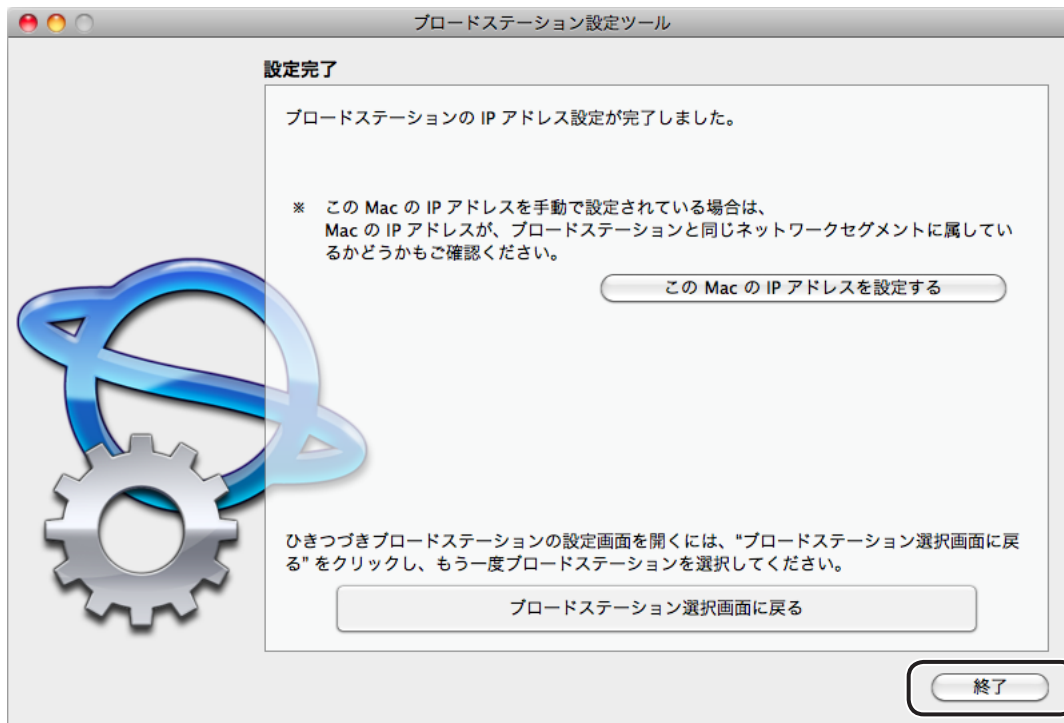 ブロードステーション設定ツール
設定完了
ブロードステーションの IP アドレス設定が完了しました。
※ この Mac の IP アドレスを手動で設定されている場合は、
Mac の IP アドレスが、ブロードステーションと同じネットワークセグメントに属してい
るかどうかもご確認ください。
この Mac の IP アドレスを設定する
ひきつづきブロードステーションの設定画面を開くには、“ブロードステーション選択画面に戻
る” をクリックし、もう一度ブロードステーションを選択してください。
ブロードステーション選択画面に戻る
終了